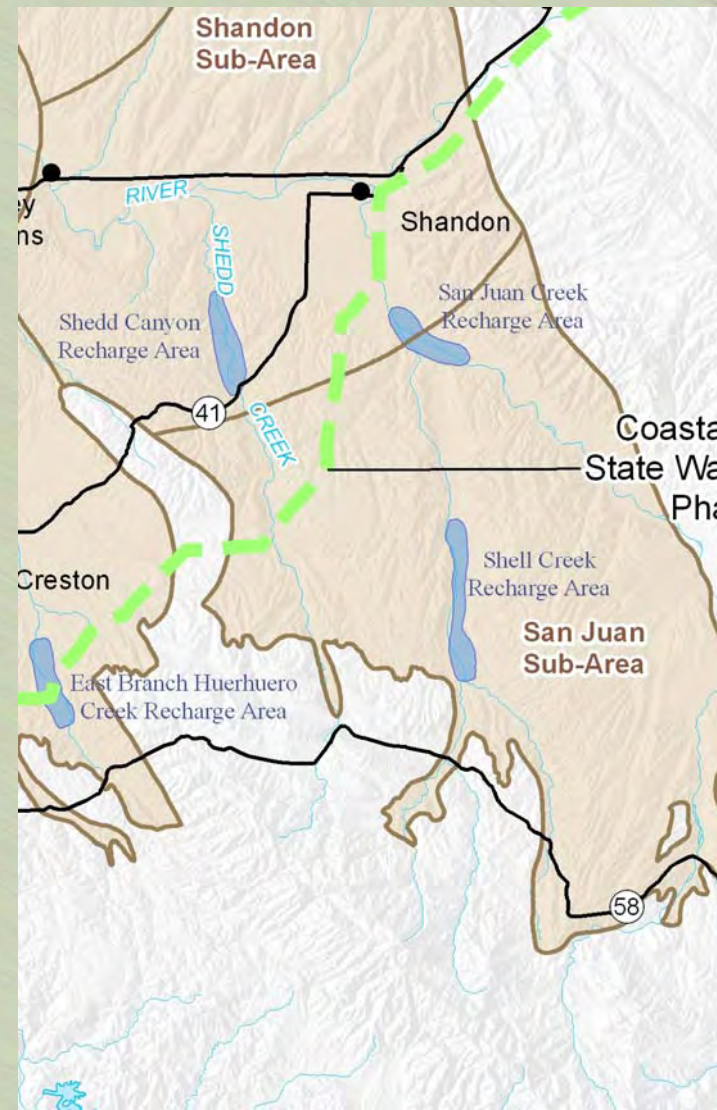 Shandon
Sub-Area
RIVER
y
ns
SHEDD
Shandon
San Juan Creek
Recharge Area
Shedd Canyon
Recharge Area
41
CREEK
Coasta
State Wa
Pha
Creston
Shell Creek
Recharge Area
San Juan
Sub-Area
East Branch Huerhuero
Creek Recharge Area
58